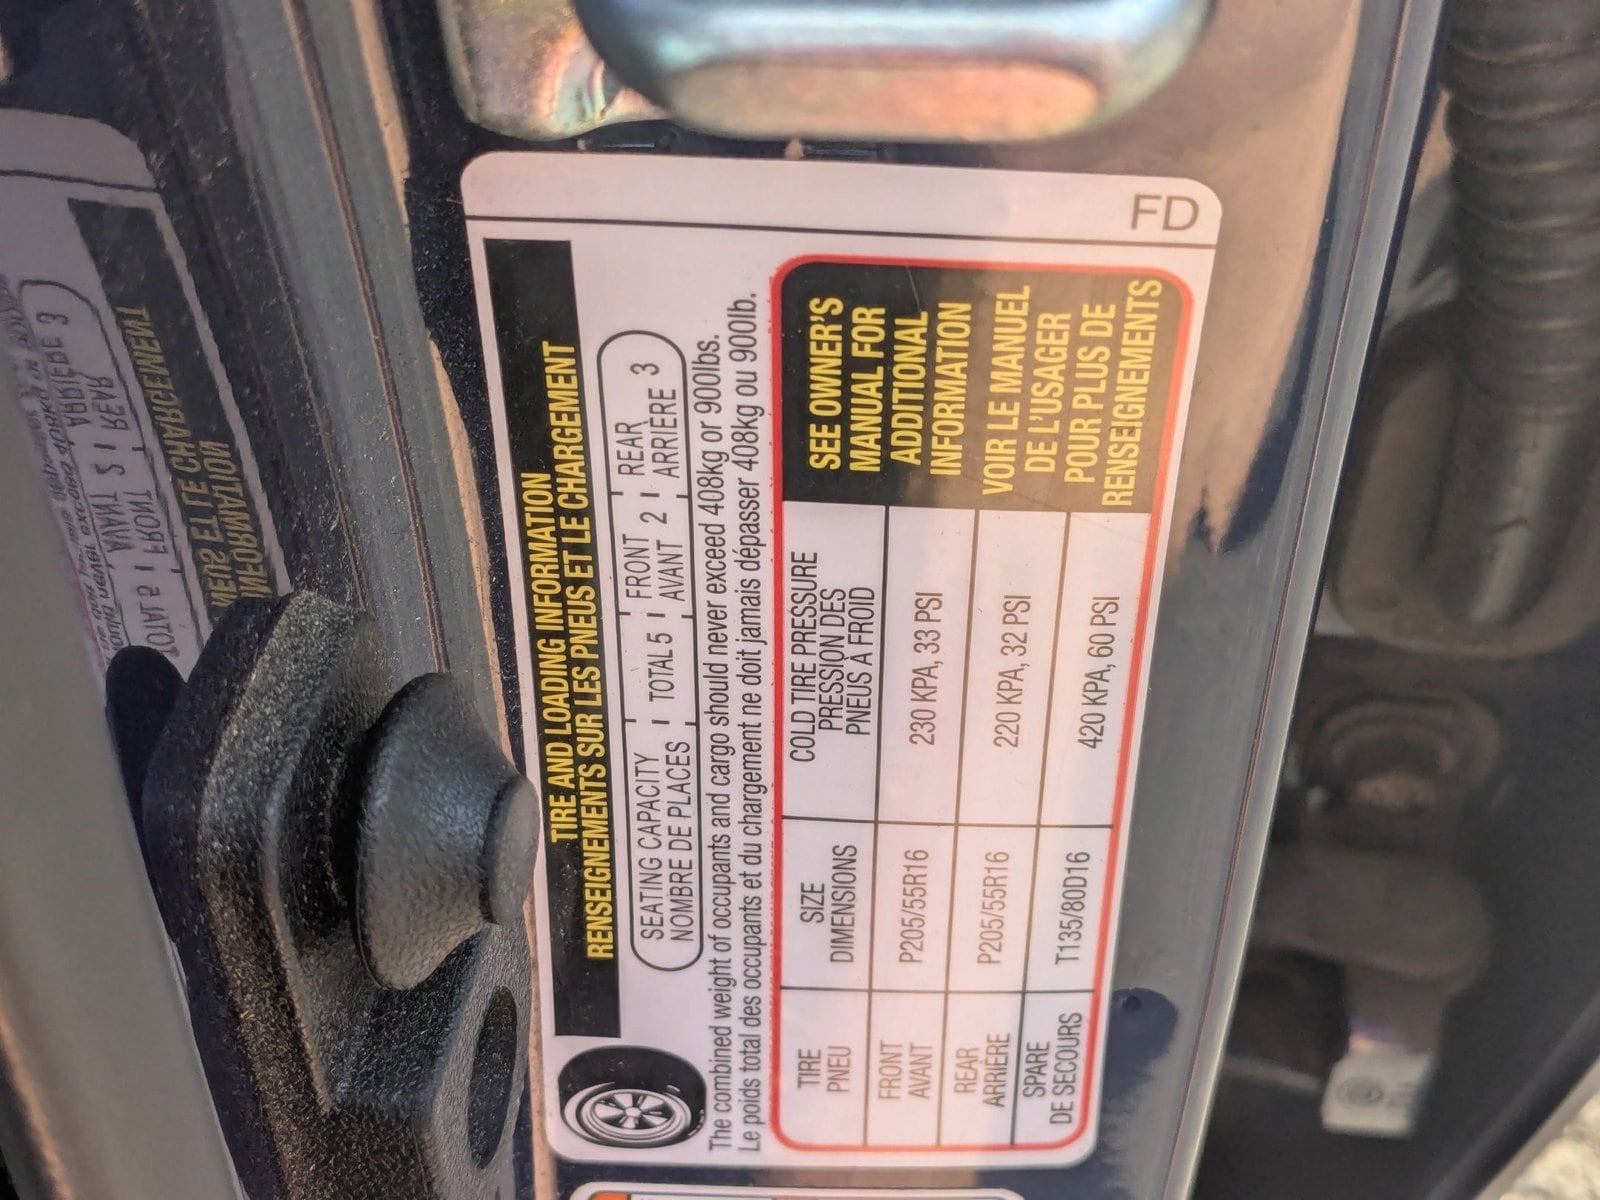 FD
TIRE AND LOADING INFORMATION
RENSEIGNEMENTS SUR LES PNEUS ET LE CHARGEMENT
SEATING CAPACITY TOTAL 5 FRONT 2 REAR 3
NOMBRE DE PLACES AVANT ARRIÈRE
The combined weight of occupants and cargo should never exceed 408kg or 900lbs.
Le poids total des occupants et du chargement ne doit jamais dépasser 408kg ou 900lb.
TIRE SIZE COLD TIRE PRESSURE
PNEU DIMENSIONS PRESSION DES
PNEUS À FROID
FRONT P205/55R16 230 KPA, 33 PSI
AVANT
REAR P205/55R16 220 KPA, 32 PSI
ARRIÈRE
SPARE T135/80D16 420 KPA, 60 PSI
DE SECOURS
SEE OWNER'S
MANUAL FOR
ADDITIONAL
INFORMATION
VOIR LE MANUEL
DE L'USAGER
POUR PLUS DE
RENSEIGNEMENTS